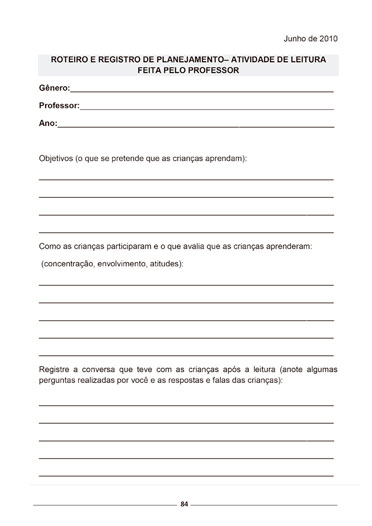 Junho de 2010
ROTEIRO E REGISTRO DE PLANEJAMENTO– ATIVIDADE DE LEITURA
FEITA PELO PROFESSOR
Gênero:
Professor:
Ano:
Objetivos (o que se pretende que as crianças aprendam):
Como as crianças participaram e o que avalia que as crianças aprenderam:
(concentração, envolvimento, atitudes):
Registre a conversa que teve com as crianças após a leitura (anote algumas
perguntas realizadas por você e as respostas e falas das crianças):
84